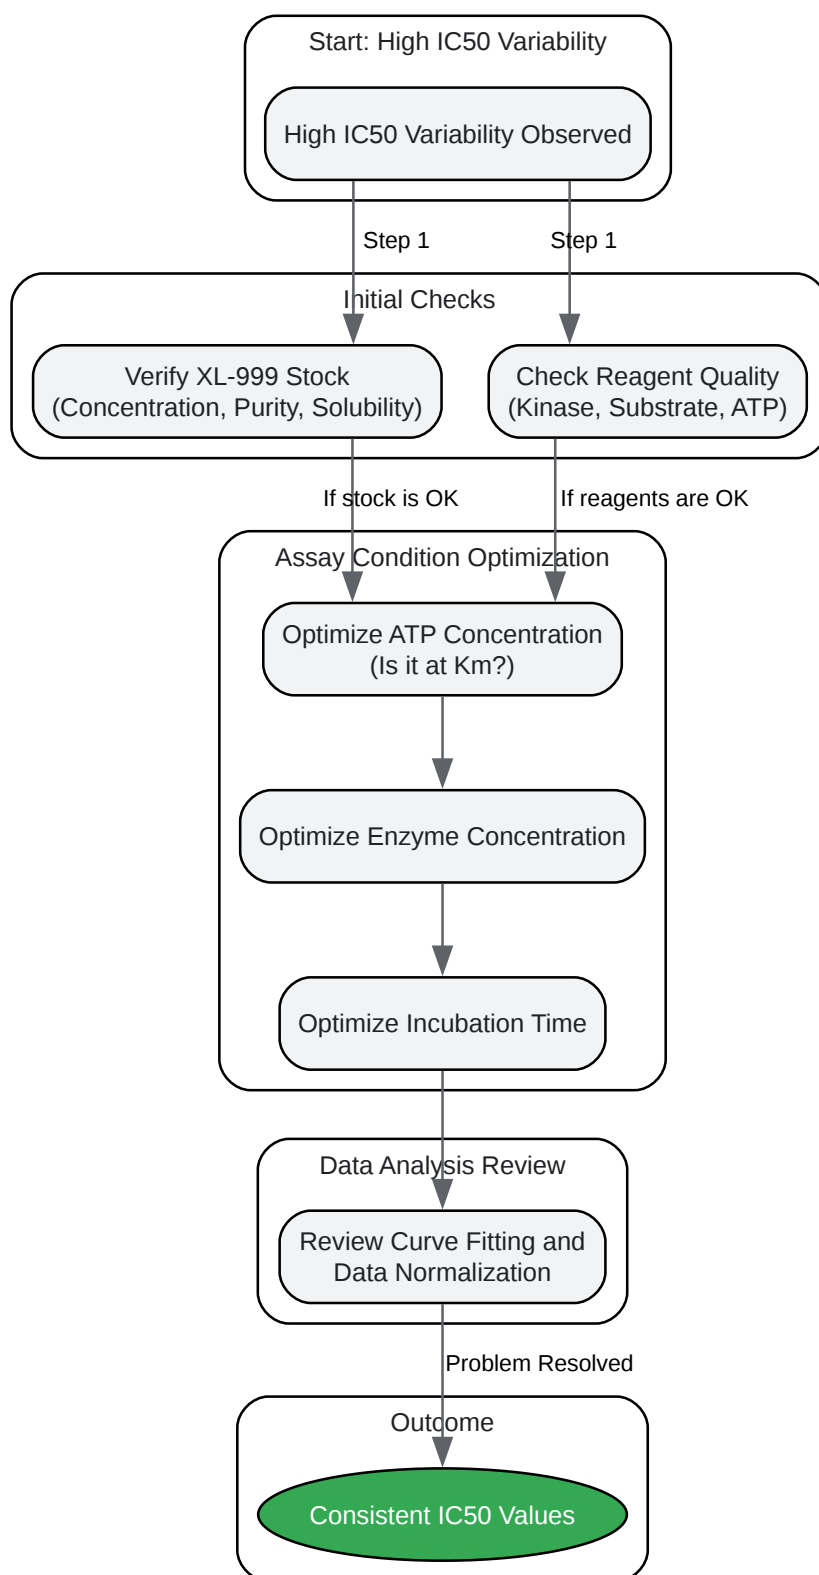 Start: High IC50 Variability
High IC50 Variability Observed
Step 1
Step 1
Initial Checks
Verify XL-999 Stock
(Concentration, Purity, Solubility)
Check Reagent Quality
(Kinase, Substrate, ATP)
If stock is OK
If reagents are OK
Assay Condition Optimization
Optimize ATP Concentration
(Is it at Km?)
Optimize Enzyme Concentration
Optimize Incubation Time
Data Analysis Review
Review Curve Fitting and
Data Normalization
Problem Resolved
Outcome
Consistent IC50 Values